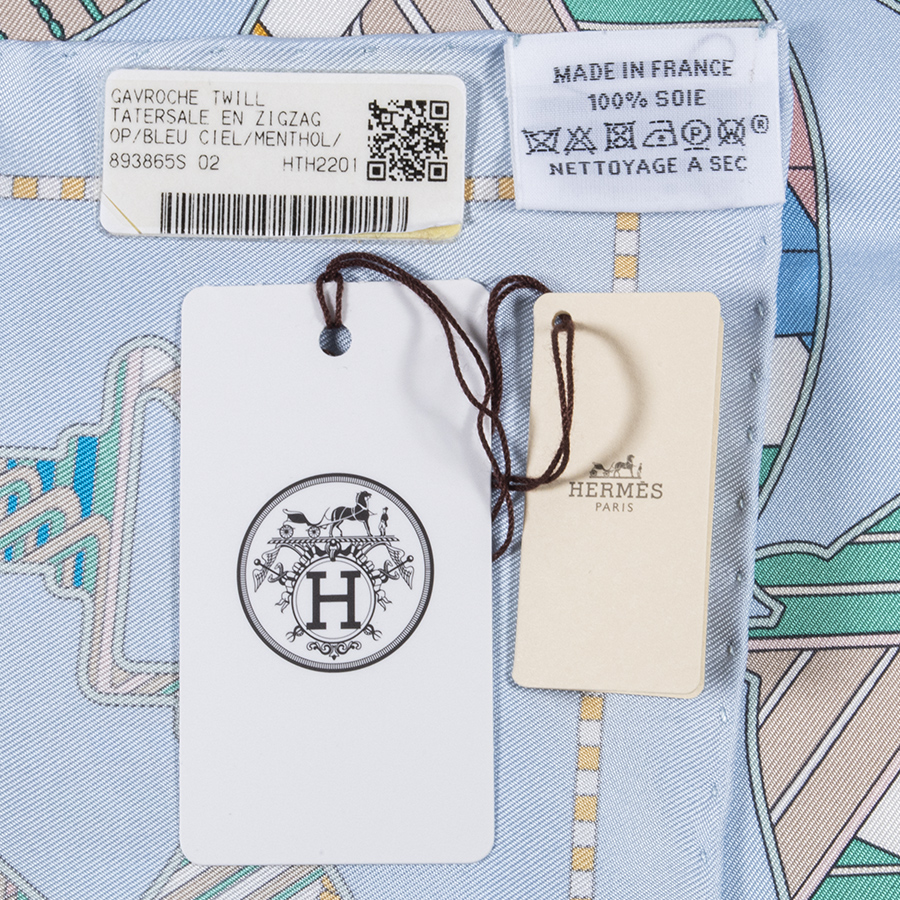 GAVROCHE TWILL
TATERSALE EN ZIGZAG
OP/BLEU CIEL/MENTHOL/
893865S 02 HTH2201
MADE IN FRANCE
100% SOIE
®
NETTOYAGE A SEC
H
HERMÈS
PARIS